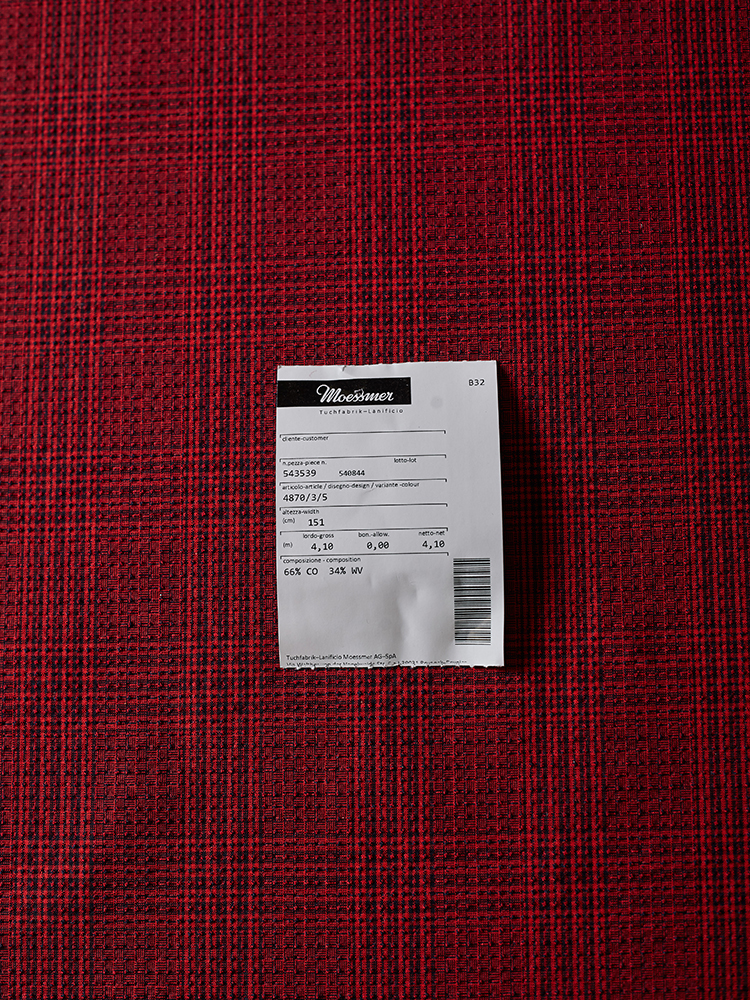 Moessmer
Tuchfabrik-Lanificio
B32
cliente-customer
n.pezza-piece n. lotto-lot
543539 540844
articolo-article / disegno-design / variante -colour
4870/3/5
altezza-width
(cm) 151
lordo-gross bon.-allow. netto-net
(m) 4,10 0,00 4,10
composizione - composition
66% CO 34% WV
Tuchfabrik-Lanificio Moessmer AG-SpA